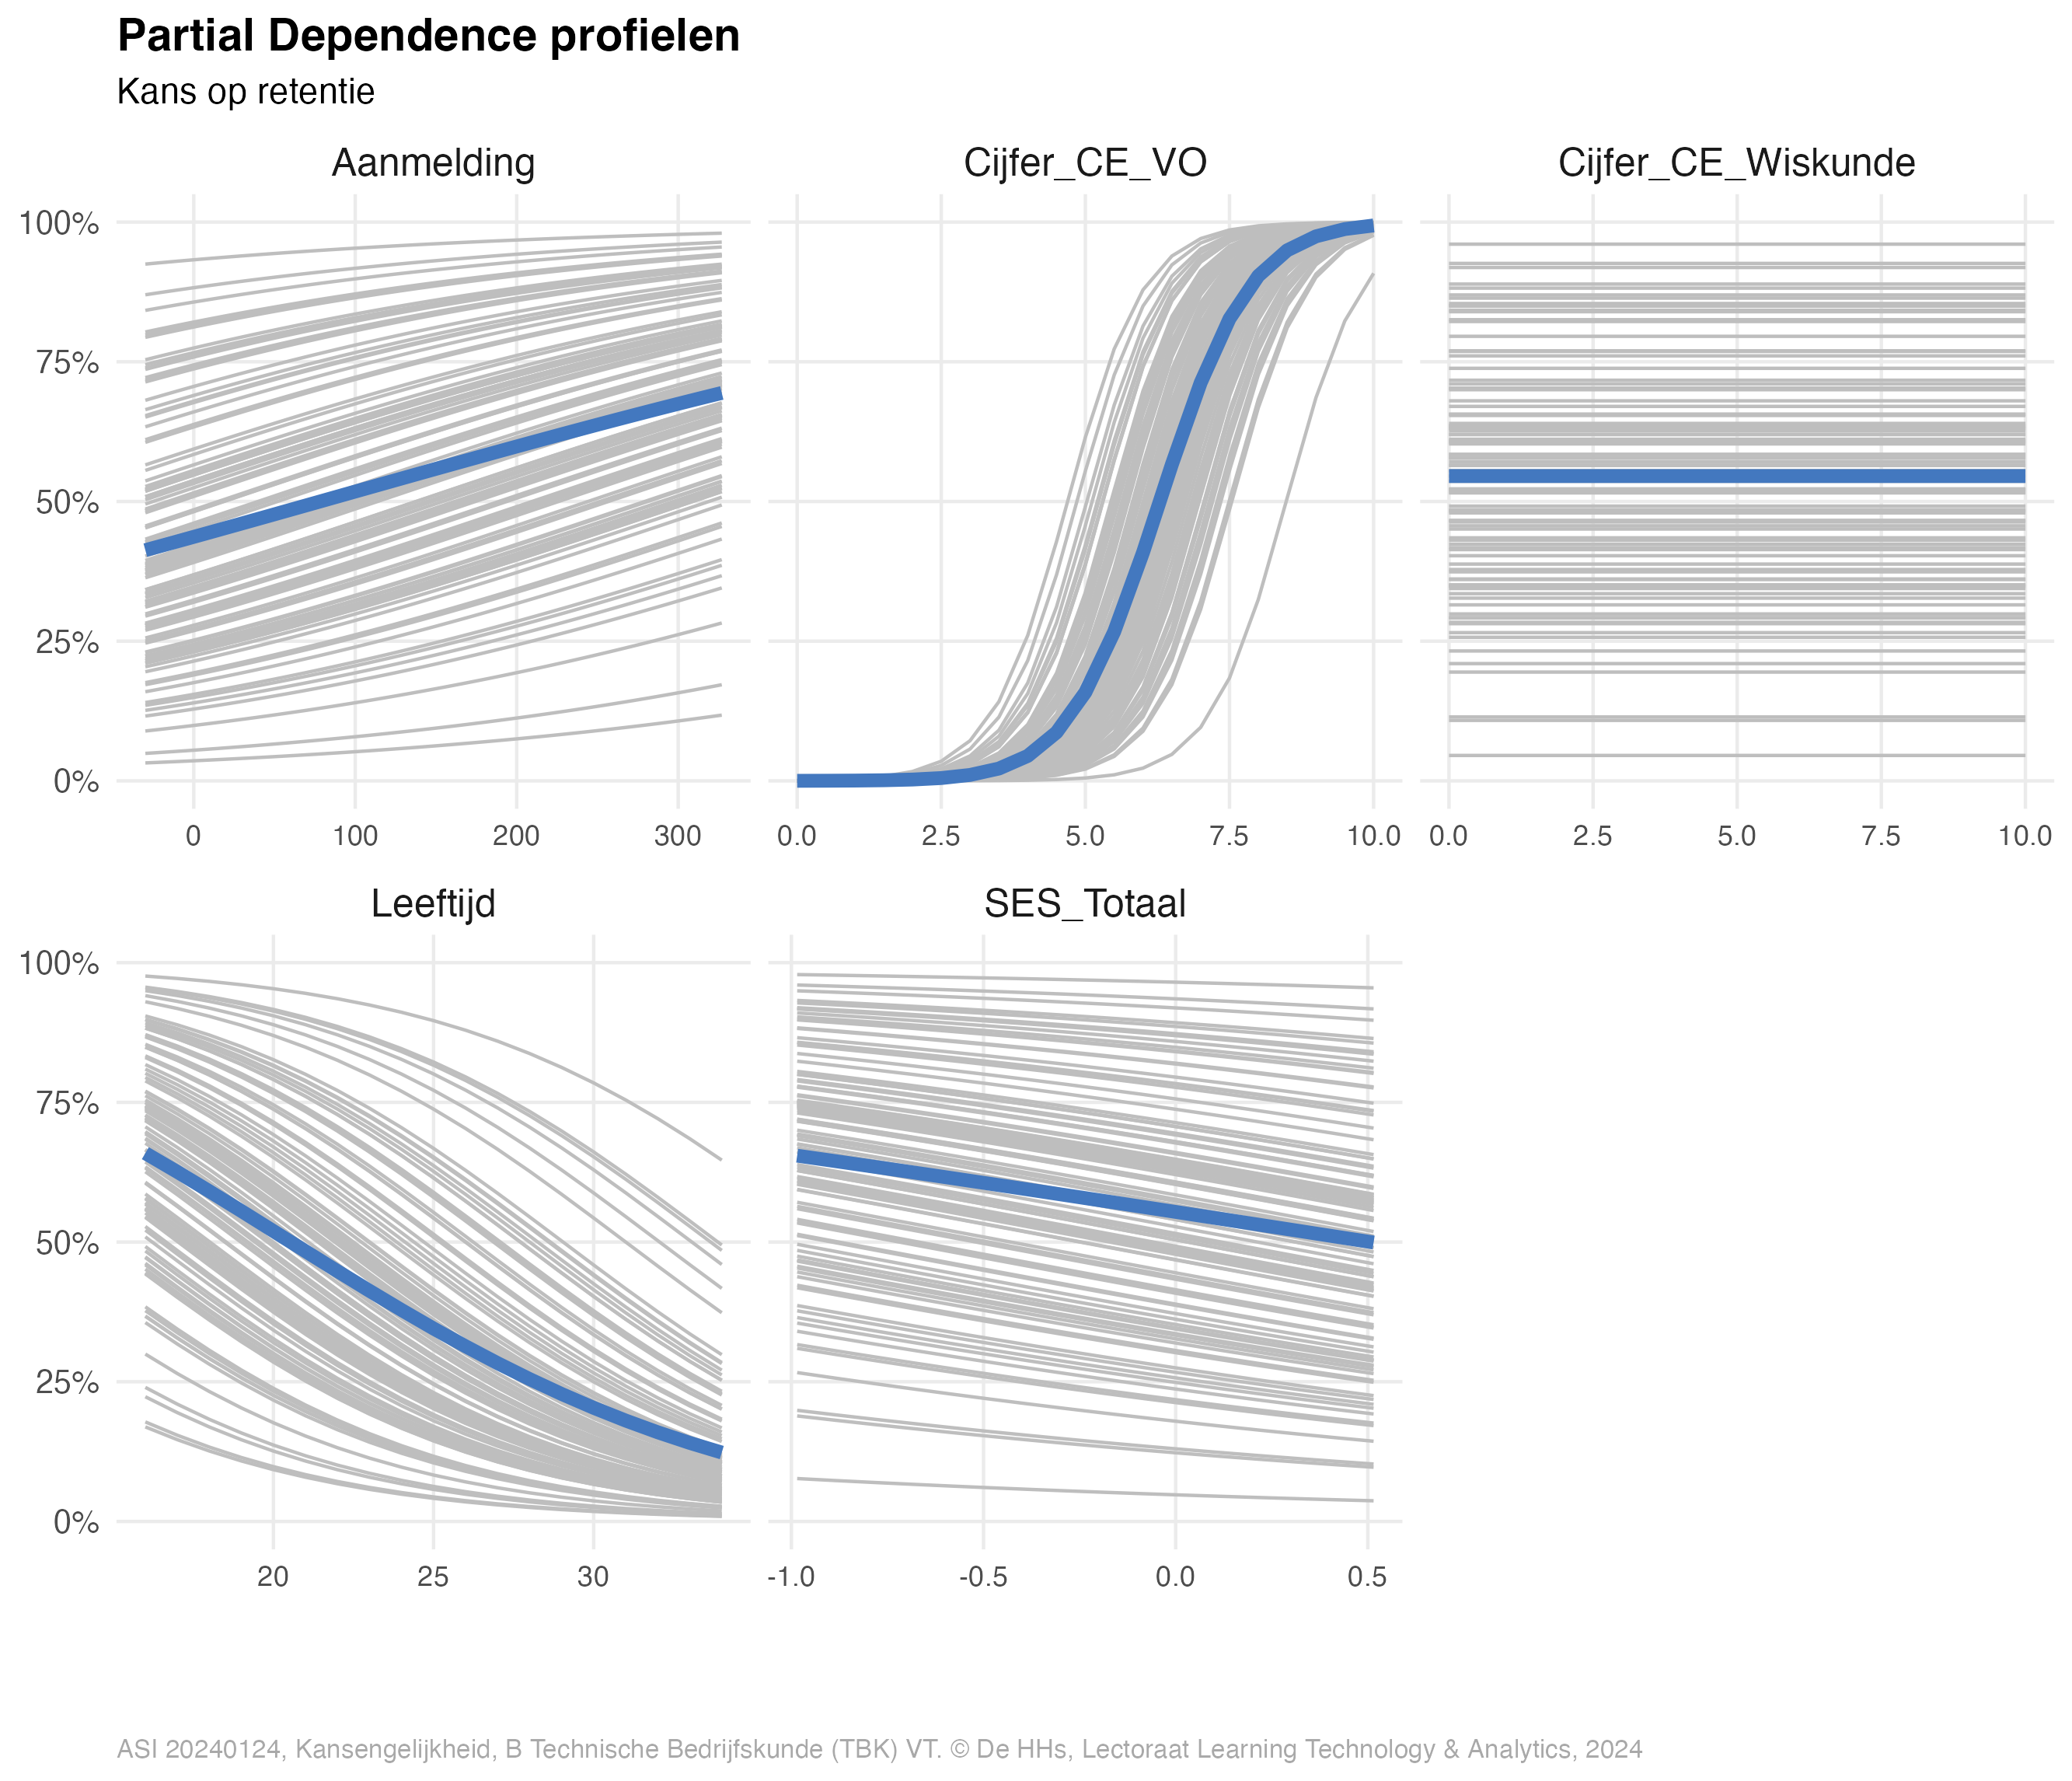 Partial Dependence profielen
Kans op retentie
Aanmelding
Cijfer_CE_VO
Cijfer_CE_Wiskunde
100%
75%
50%
25%
0%
0 100 200 300
0.0 2.5 5.0 7.5 10.0
0.0 2.5 5.0 7.5 10.0
Leeftijd
SES_Totaal
100%
75%
50%
25%
0%
20 25 30
-1.0 -0.5 0.0 0.5
ASI 20240124, Kansengelijkheid, B Technische Bedrijfskunde (TBK) VT. © De HHs, Lectoraat Learning Technology & Analytics, 2024